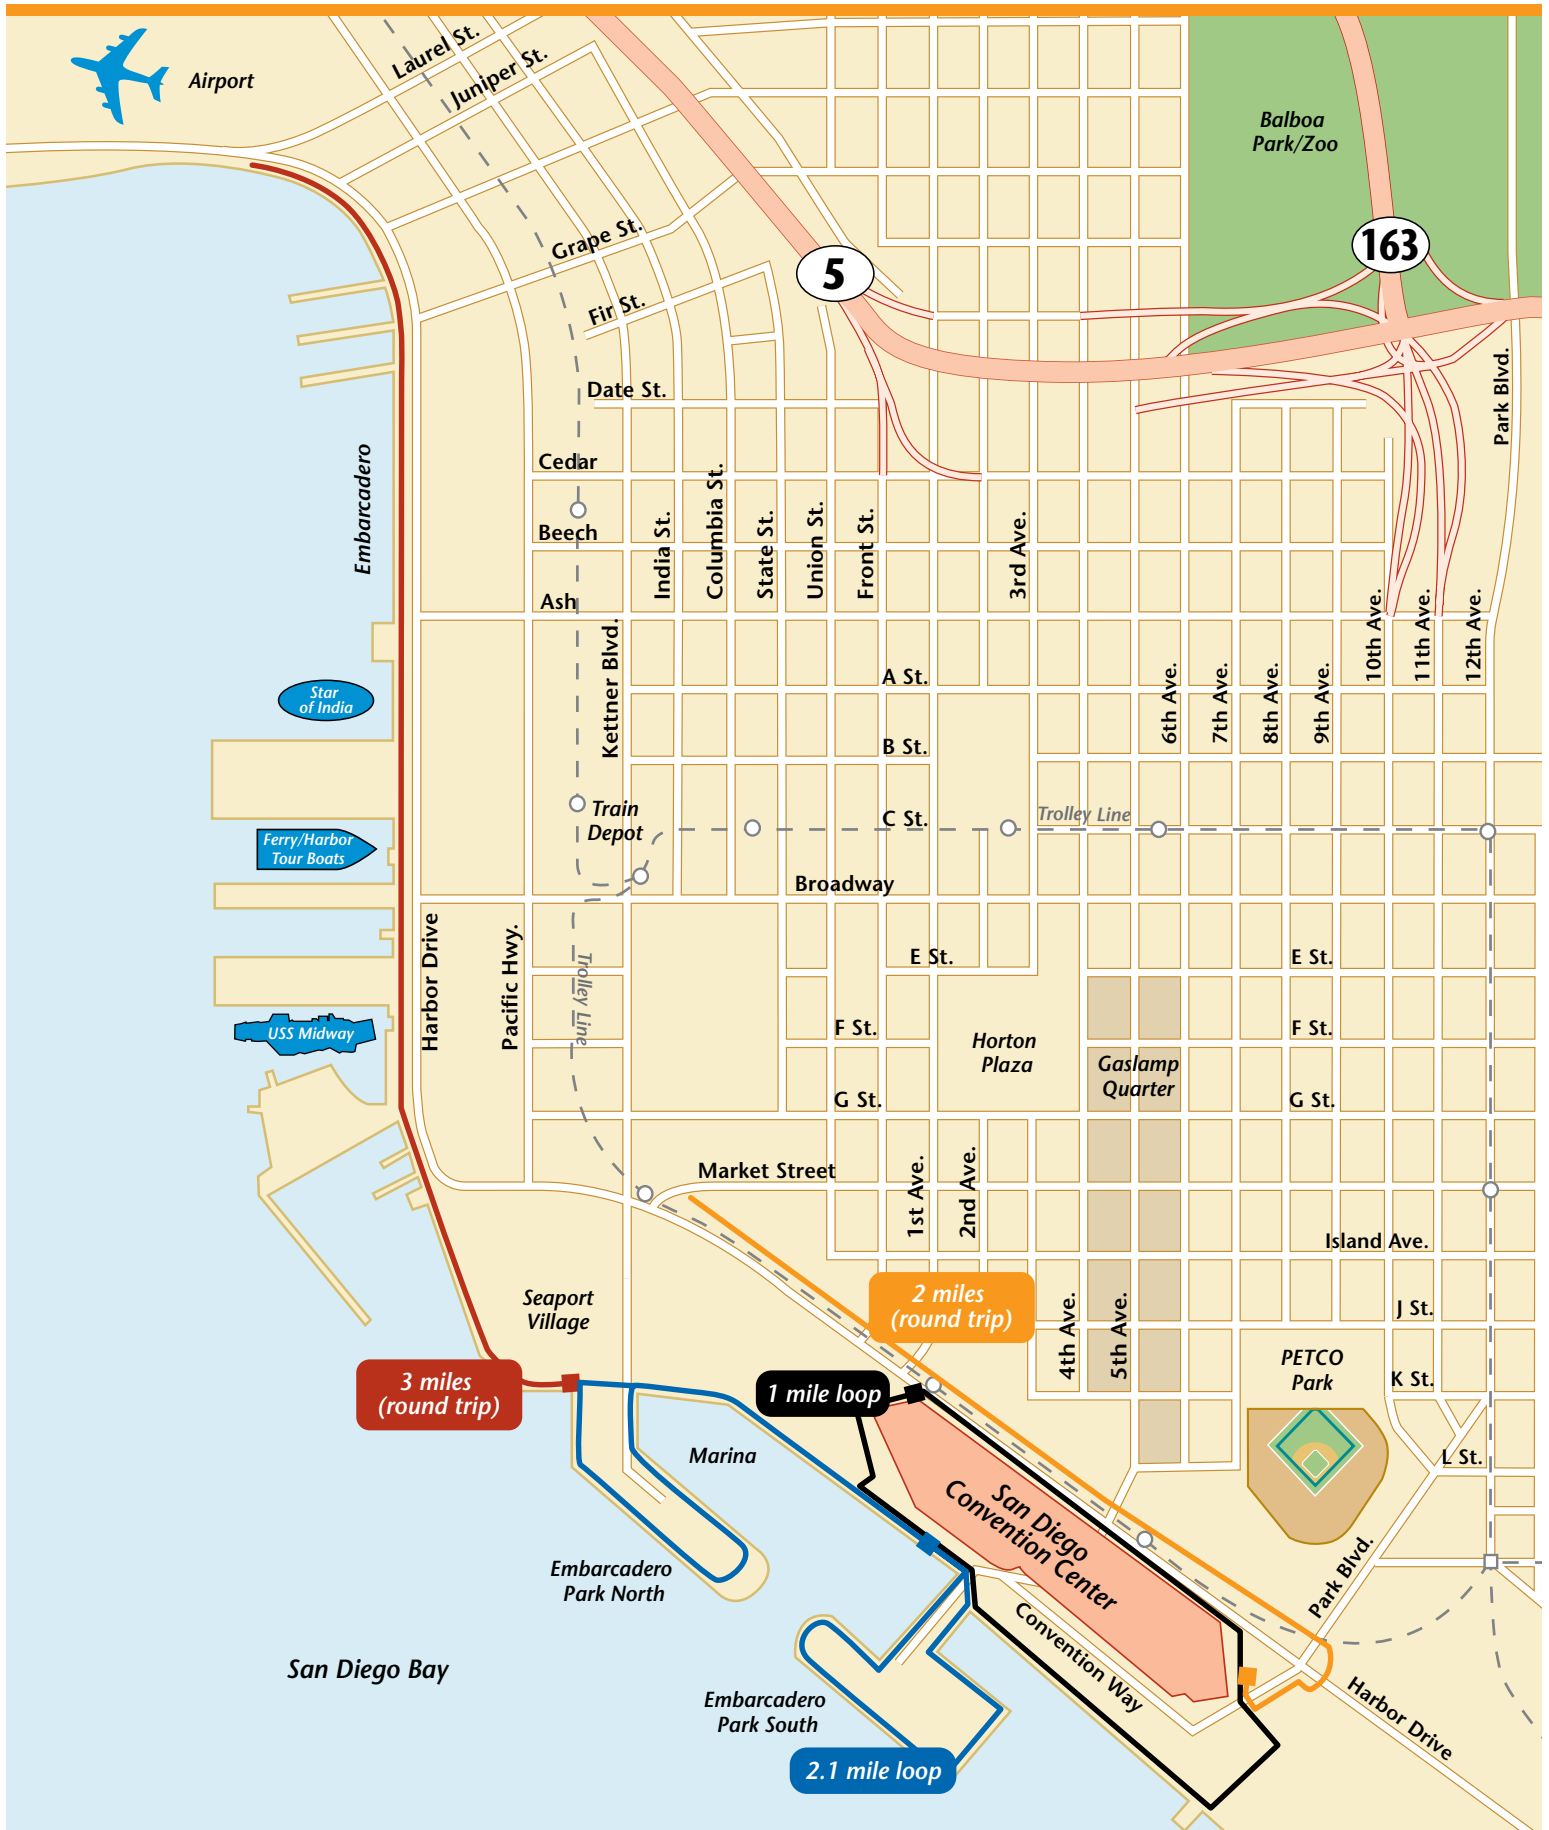 Laurel St.
Juniper St.
Airport
Balboa
Park/Zoo
Grape St.
163
5
Fir St.
Date St.
Park Blvd.
Cedar
Embarcadero
Beech
India St.
Columbia St.
State St.
Union St.
Front St.
3rd Ave.
Ash
Kettner Blvd.
10th Ave.
11th Ave.
12th Ave.
A St.
6th Ave.
7th Ave.
8th Ave.
9th Ave.
Star
of India
B St.
Train
Depot
C St.
Trolley Line
Ferry/Harbor
Tour Boats
Broadway
Harbor Drive
Pacific Hwy.
Trolley Line
E St.
E St.
USS Midway
F St.
F St.
Horton
Plaza
Gaslamp
Quarter
G St.
G St.
Market Street
1st Ave.
2nd Ave.
Island Ave.
Seaport
Village
2 miles
(round trip)
4th Ave.
5th Ave.
J St.
PETCO
Park
K St.
3 miles
(round trip)
1 mile loop
Marina
L St.
San Diego
Convention Center
Embarcadero
Park North
Park Blvd.
Convention Way
San Diego Bay
Embarcadero
Park South
Harbor Drive
2.1 mile loop